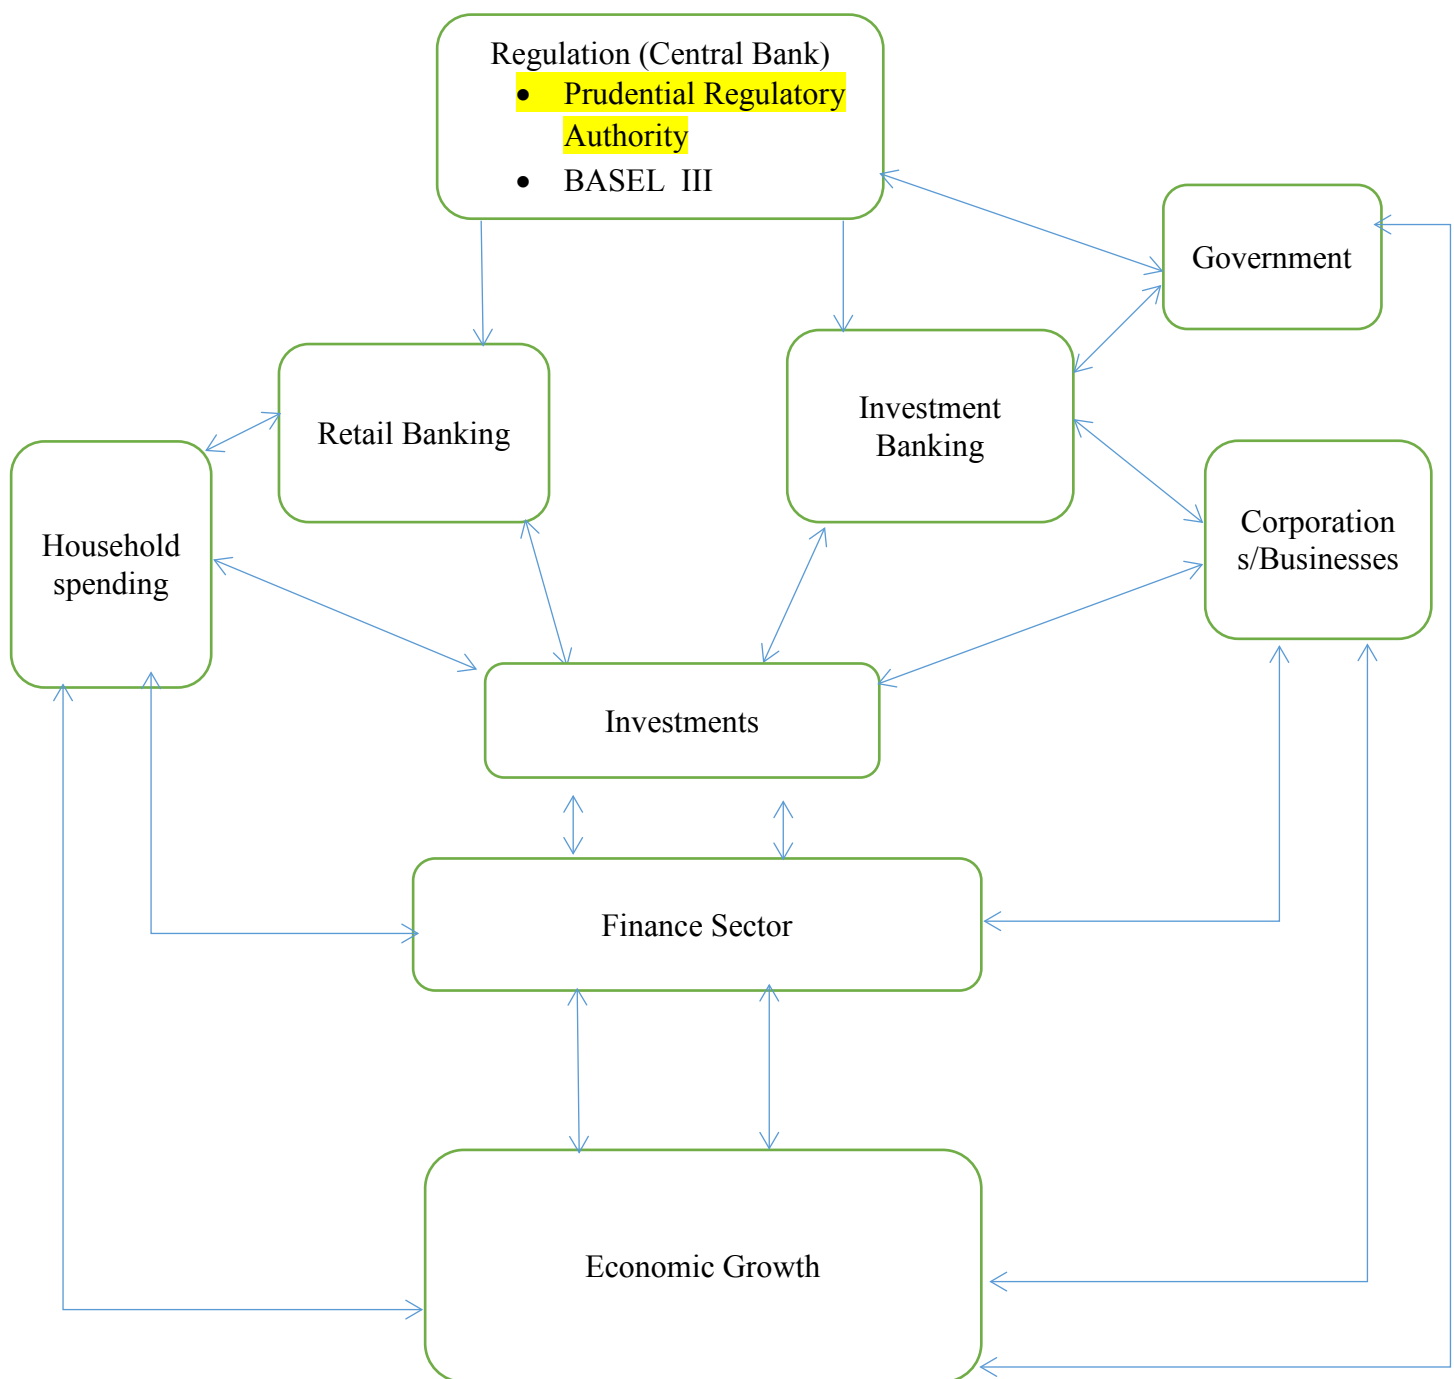 Regulation (Central Bank)
• Prudential Regulatory
Authority
• BASEL III
Government
Investment
Banking
Retail Banking
Corporation
s/Businesses
Household
spending
Investments
Finance Sector
Economic Growth